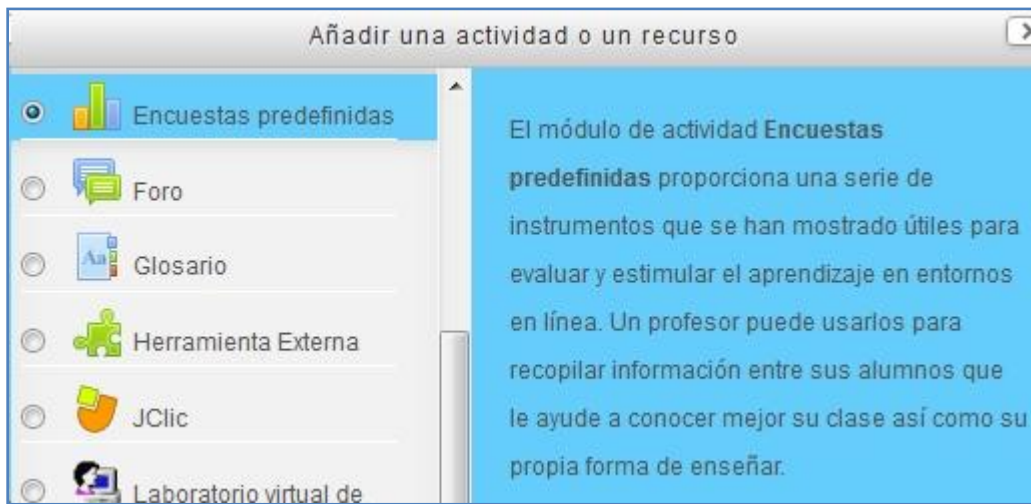 Añadir una actividad o un recurso
Encuestas predefinidas
Foro
Glosario
Herramienta Externa
JClic
Laboratorio virtual de
El módulo de actividad Encuestas
predefinidas proporciona una serie de
instrumentos que se han mostrado útiles para
evaluar y estimular el aprendizaje en entornos
en línea. Un profesor puede usarlos para
recopilar información entre sus alumnos que
le ayude a conocer mejor su clase así como su
propia forma de enseñar.